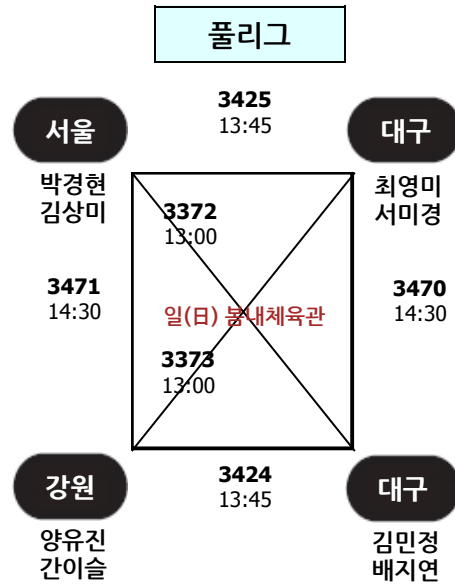 풀리그
3425
13:45
서울
대구
박경현
김상미
최영미
서미경
3372
13:00
3471
14:30
3470
14:30
일(日) 봄내체육관
3373
13:00
강원
3424
13:45
대구
양유진
간이슬
김민정
배지연